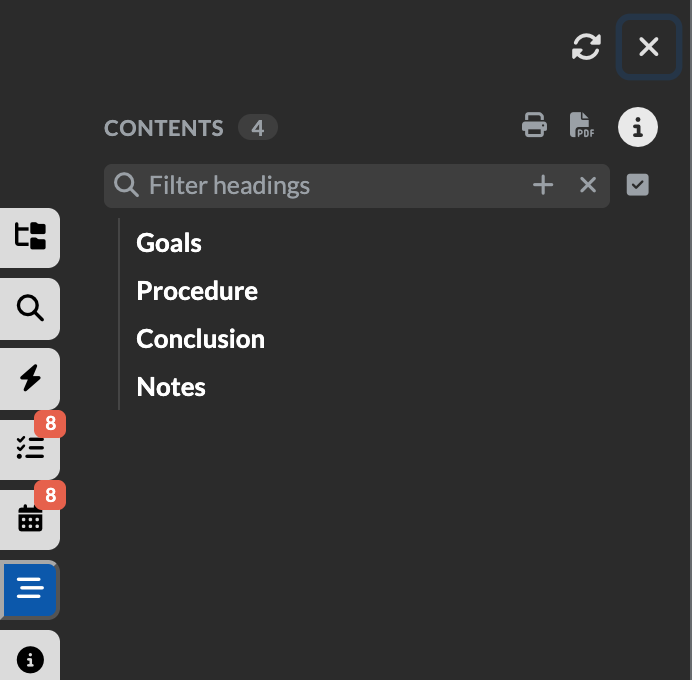 CONTENTS 4
PDF
Filter headings
Goals
Procedure
Conclusion
Notes
8
8